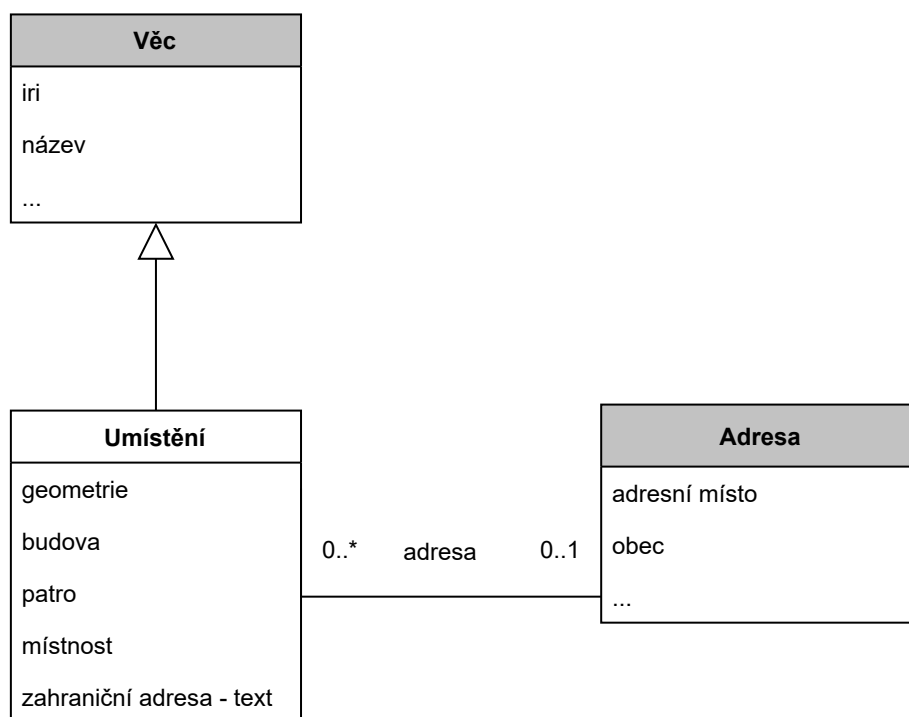 Věc
iri
název
...
Umístění
geometrie
budova
patro
místnost
zahraniční adresa - text
0..* adresa 0..1
Adresa
adresní místo
obec
...